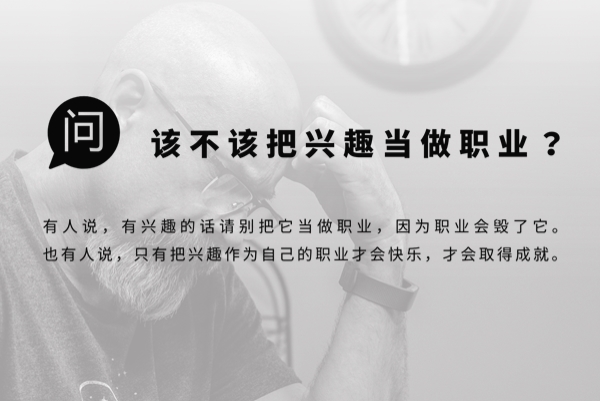 问
该不该把兴趣当做职业？
有人说，有兴趣的话请别把它当做职业，因为职业会毁了它。
也有人说，只有把兴趣作为自己的职业才会快乐，才会取得成就。